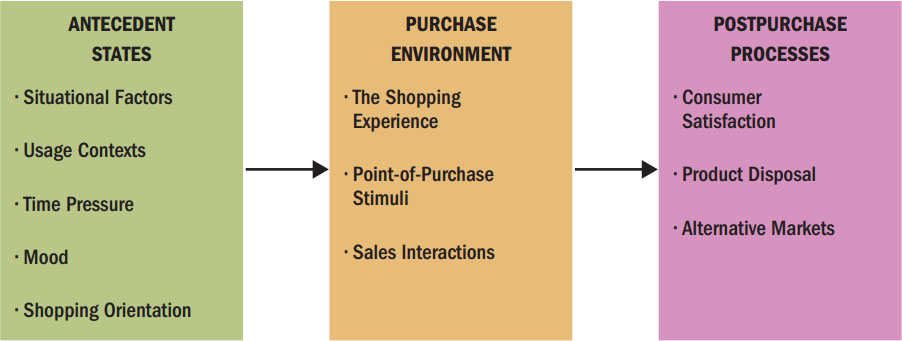 ANTECEDENT
STATES
· Situational Factors
· Usage Contexts
· Time Pressure
· Mood
· Shopping Orientation
PURCHASE
ENVIRONMENT
· The Shopping
Experience
· Point-of-Purchase
Stimuli
· Sales Interactions
POSTPURCHASE
PROCESSES
· Consumer
Satisfaction
· Product Disposal
· Alternative Markets